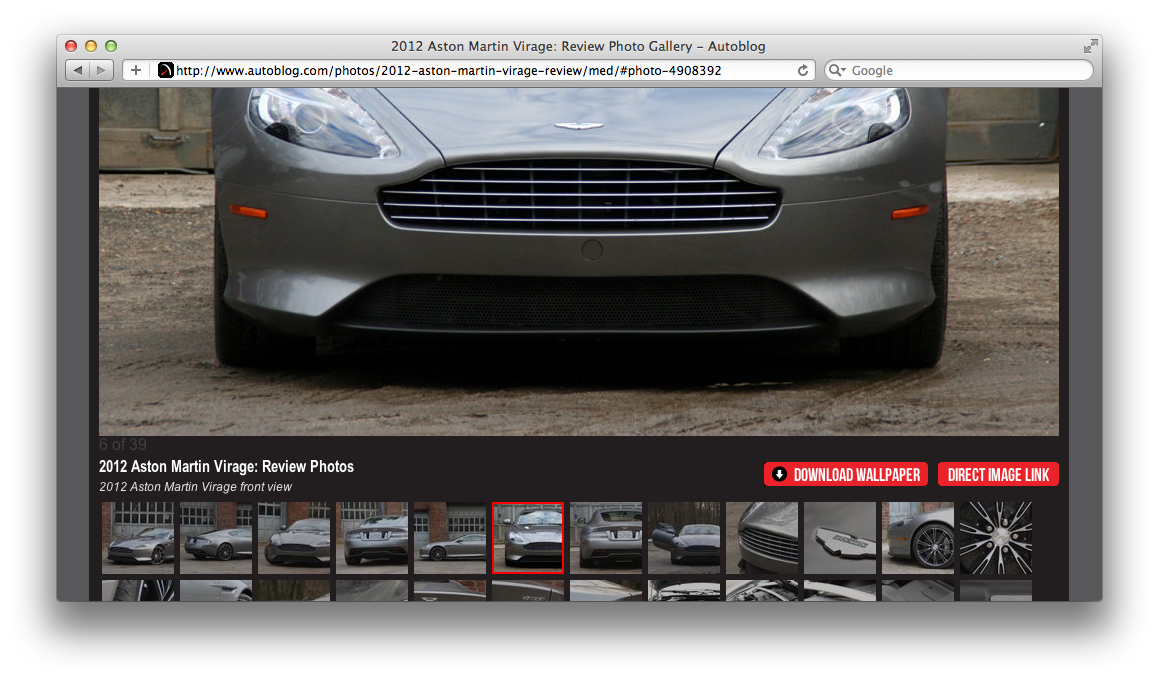 2012 Aston Martin Virage: Review Photo Gallery – Autoblog
http://www.autoblog.com/photos/2012-aston-martin-virage-review/med/#photo-4908392
Google
6 of 39
2012 Aston Martin Virage: Review Photos
2012 Aston Martin Virage front view
DOWNLOAD WALLPAPER
DIRECT IMAGE LINK